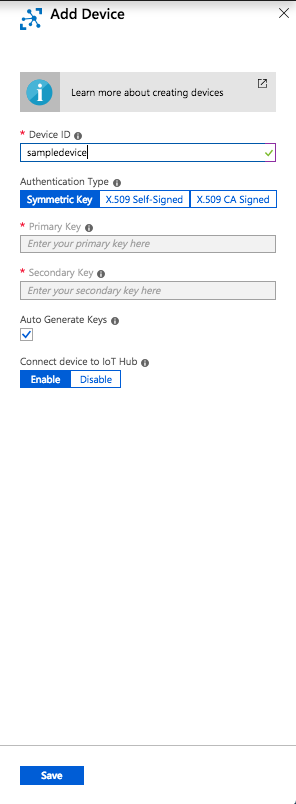 Add Device
Learn more about creating devices
* Device ID
sampledevice
Authentication Type
Symmetric Key X.509 Self-Signed X.509 CA Signed
* Primary Key
Enter your primary key here
* Secondary Key
Enter your secondary key here
Auto Generate Keys
Connect device to IoT Hub
Enable Disable
Save